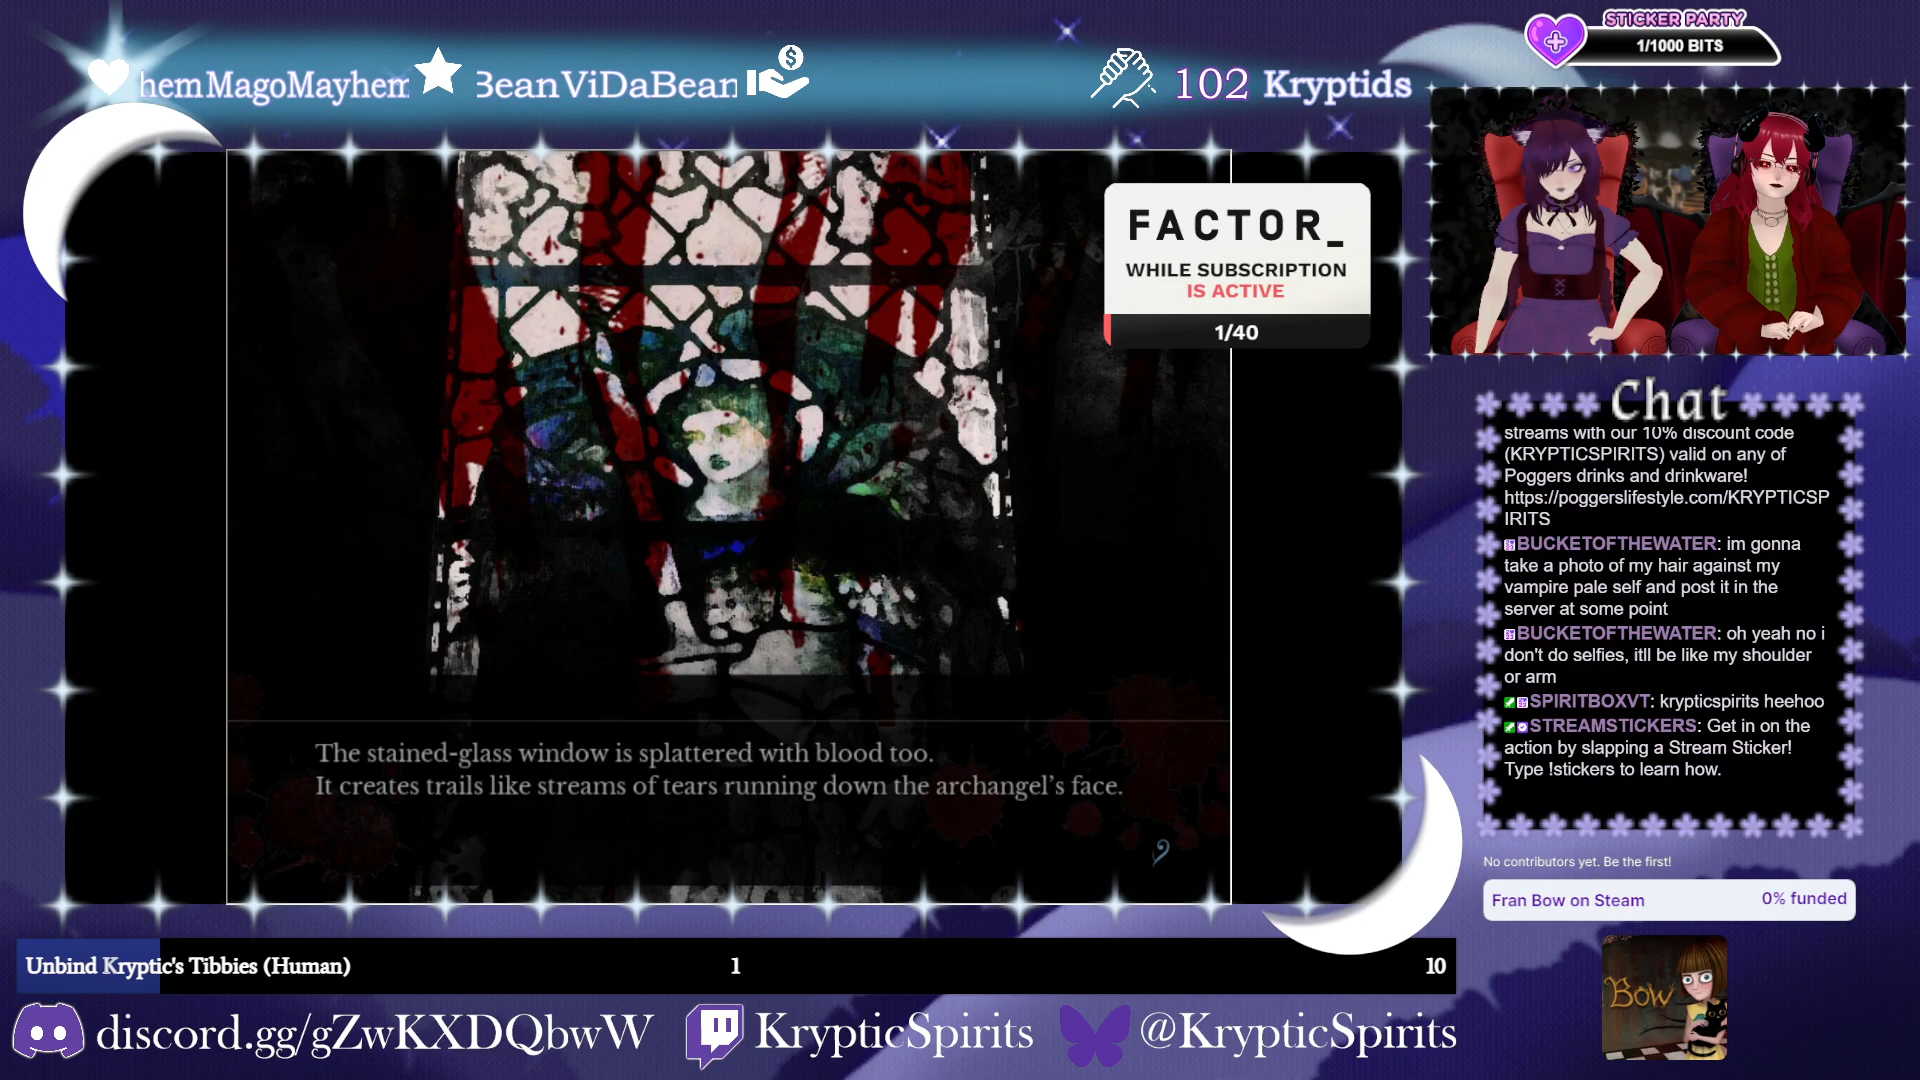 STICKER PARTY
1/1000 BITS
hemMagoMayhem
BeanViDaBean
102 Kryptids
FACTOR_
WHILE SUBSCRIPTION
IS ACTIVE
1/40
Chat
streams with our 10% discount code
(KRYPTICSPIRITS) valid on any of
Poggers drinks and drinkware!
https://poggerslifestyle.com/KRYPTICSP
IRITS
BUCKETOFTHEWATER: im gonna
take a photo of my hair against my
vampire pale self and post it in the
server at some point
BUCKETOFTHEWATER: oh yeah no i
don't do selfies, itll be like my shoulder
or arm
SPIRITBOXVT: krypticspirits heehoo
STREAMSTICKERS: Get in on the
action by slapping a Stream Sticker!
Type !stickers to learn how.
The stained-glass window is splattered with blood too.
It creates trails like streams of tears running down the archangel's face.
No contributors yet. Be the first!
Fran Bow on Steam 0% funded
Unbind Kryptic's Tibbies (Human) 1 10
BOW
discord.gg/gZwKXDQbwW KrypticSpirits @KrypticSpirits